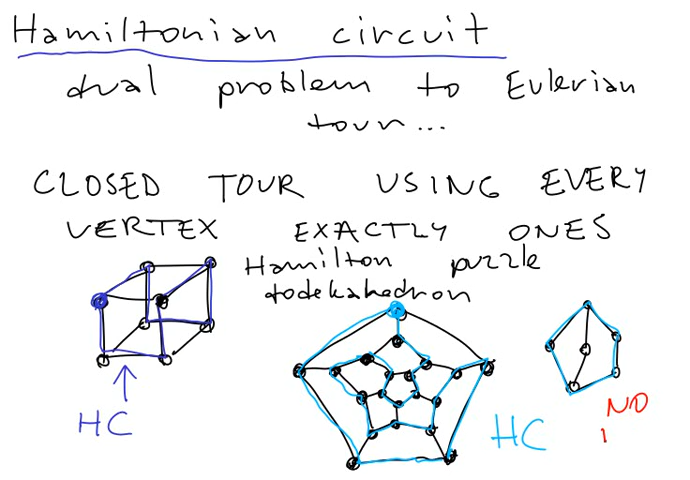 Hamiltonian circuit
dual problem to Eulerian
tour...
CLOSED TOUR USING EVERY
VERTEX EXACTLY ONES
Hamilton puzzle
dodekahedron
HC
HC
NO